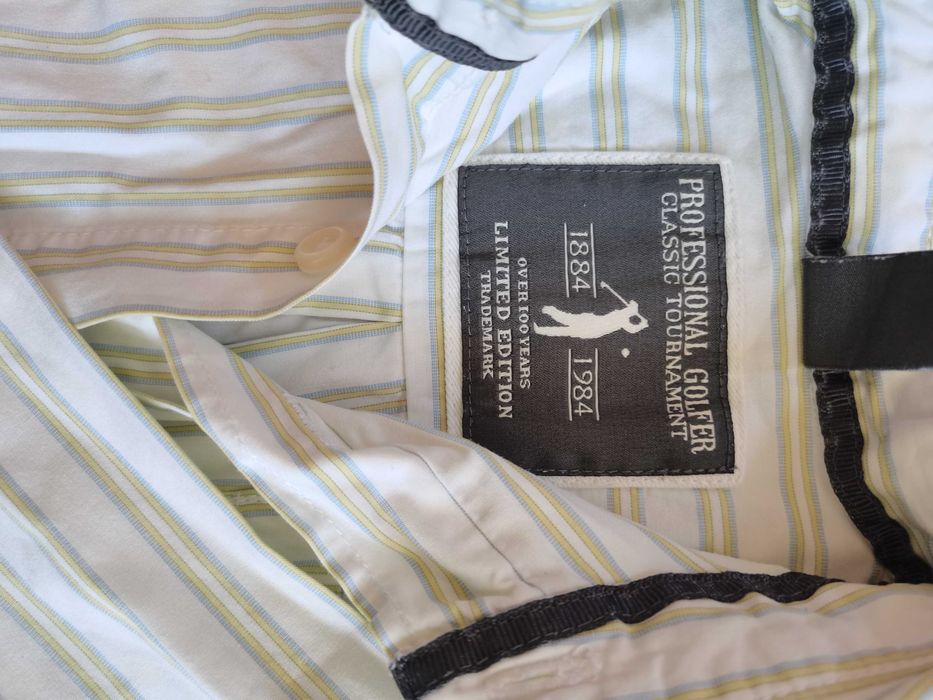 PROFESSIONAL GOLFER
CLASSIC TOURNAMENT
1884 1984
OVER 100 YEARS
LIMITED EDITION
TRADEMARK